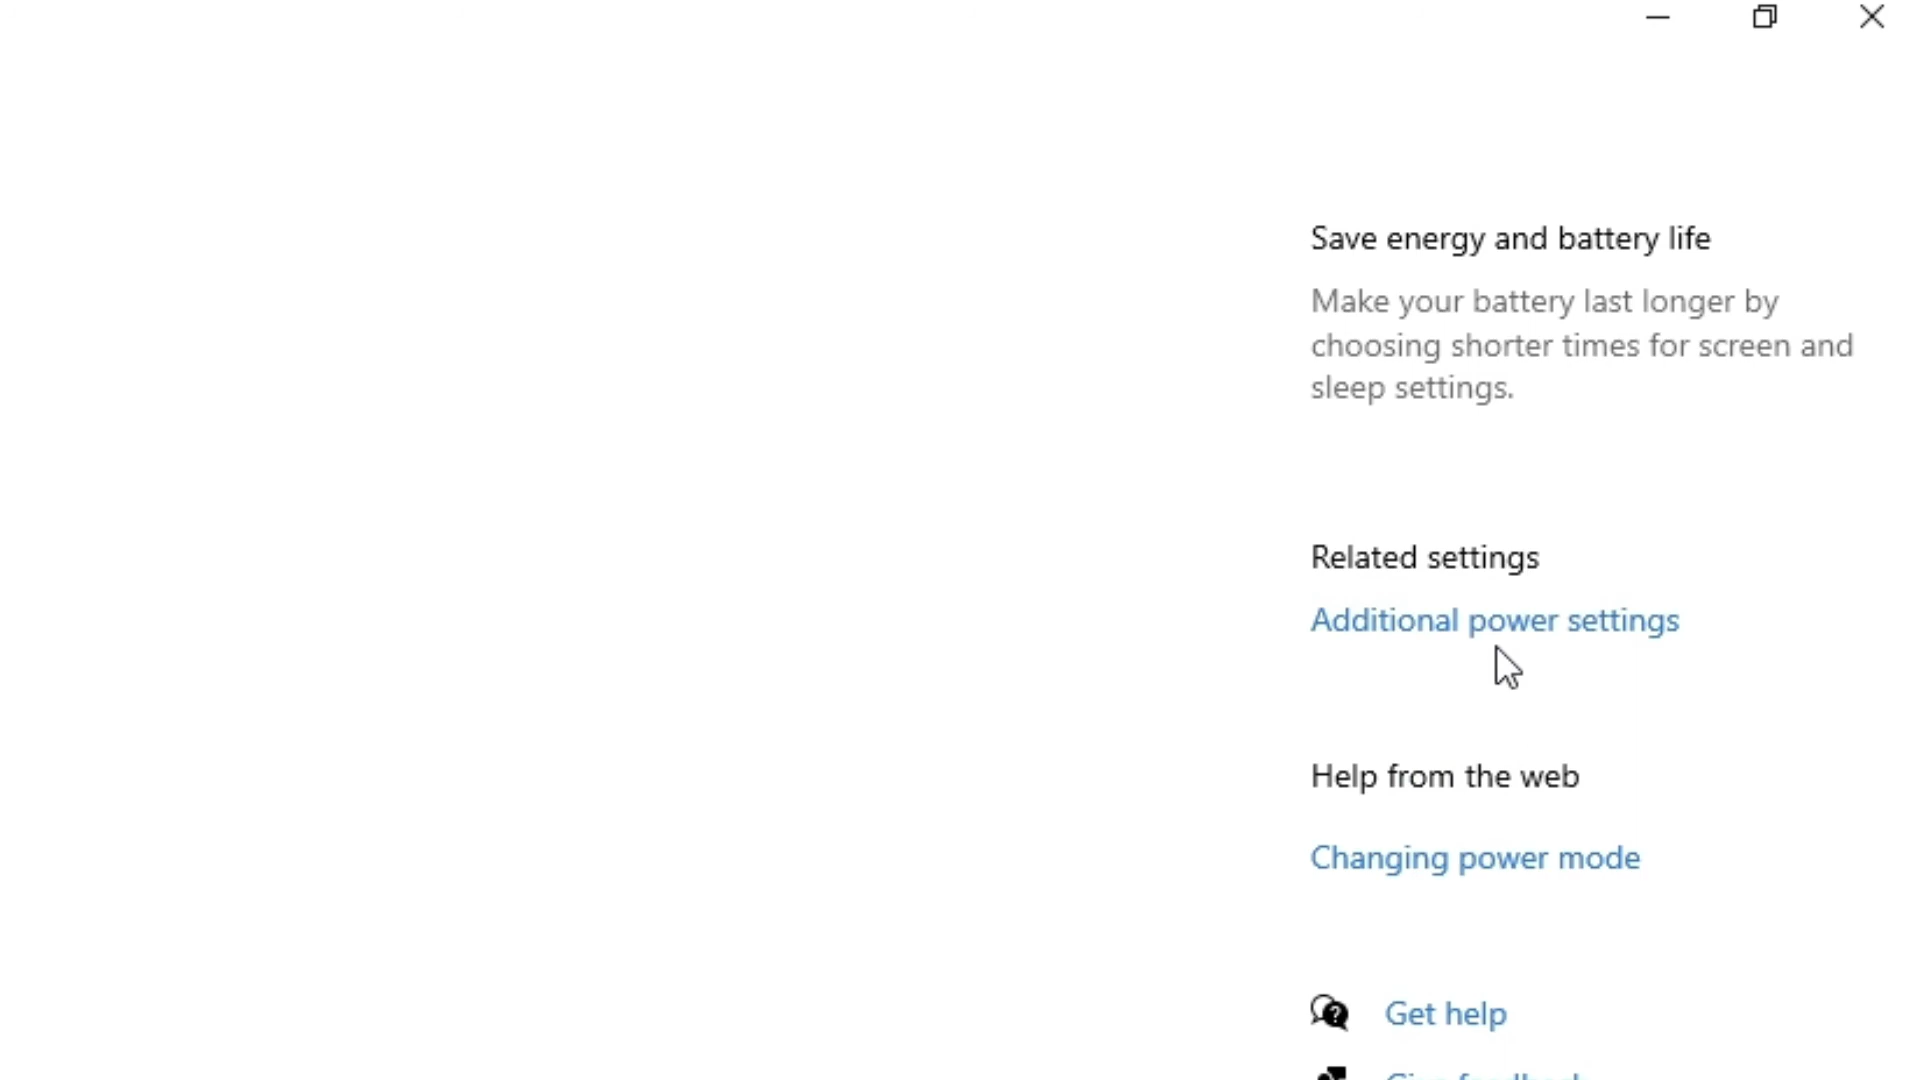 Save energy and battery life
Make your battery last longer by
choosing shorter times for screen and
sleep settings.
Related settings
Additional power settings
Help from the web
Changing power mode
Get help